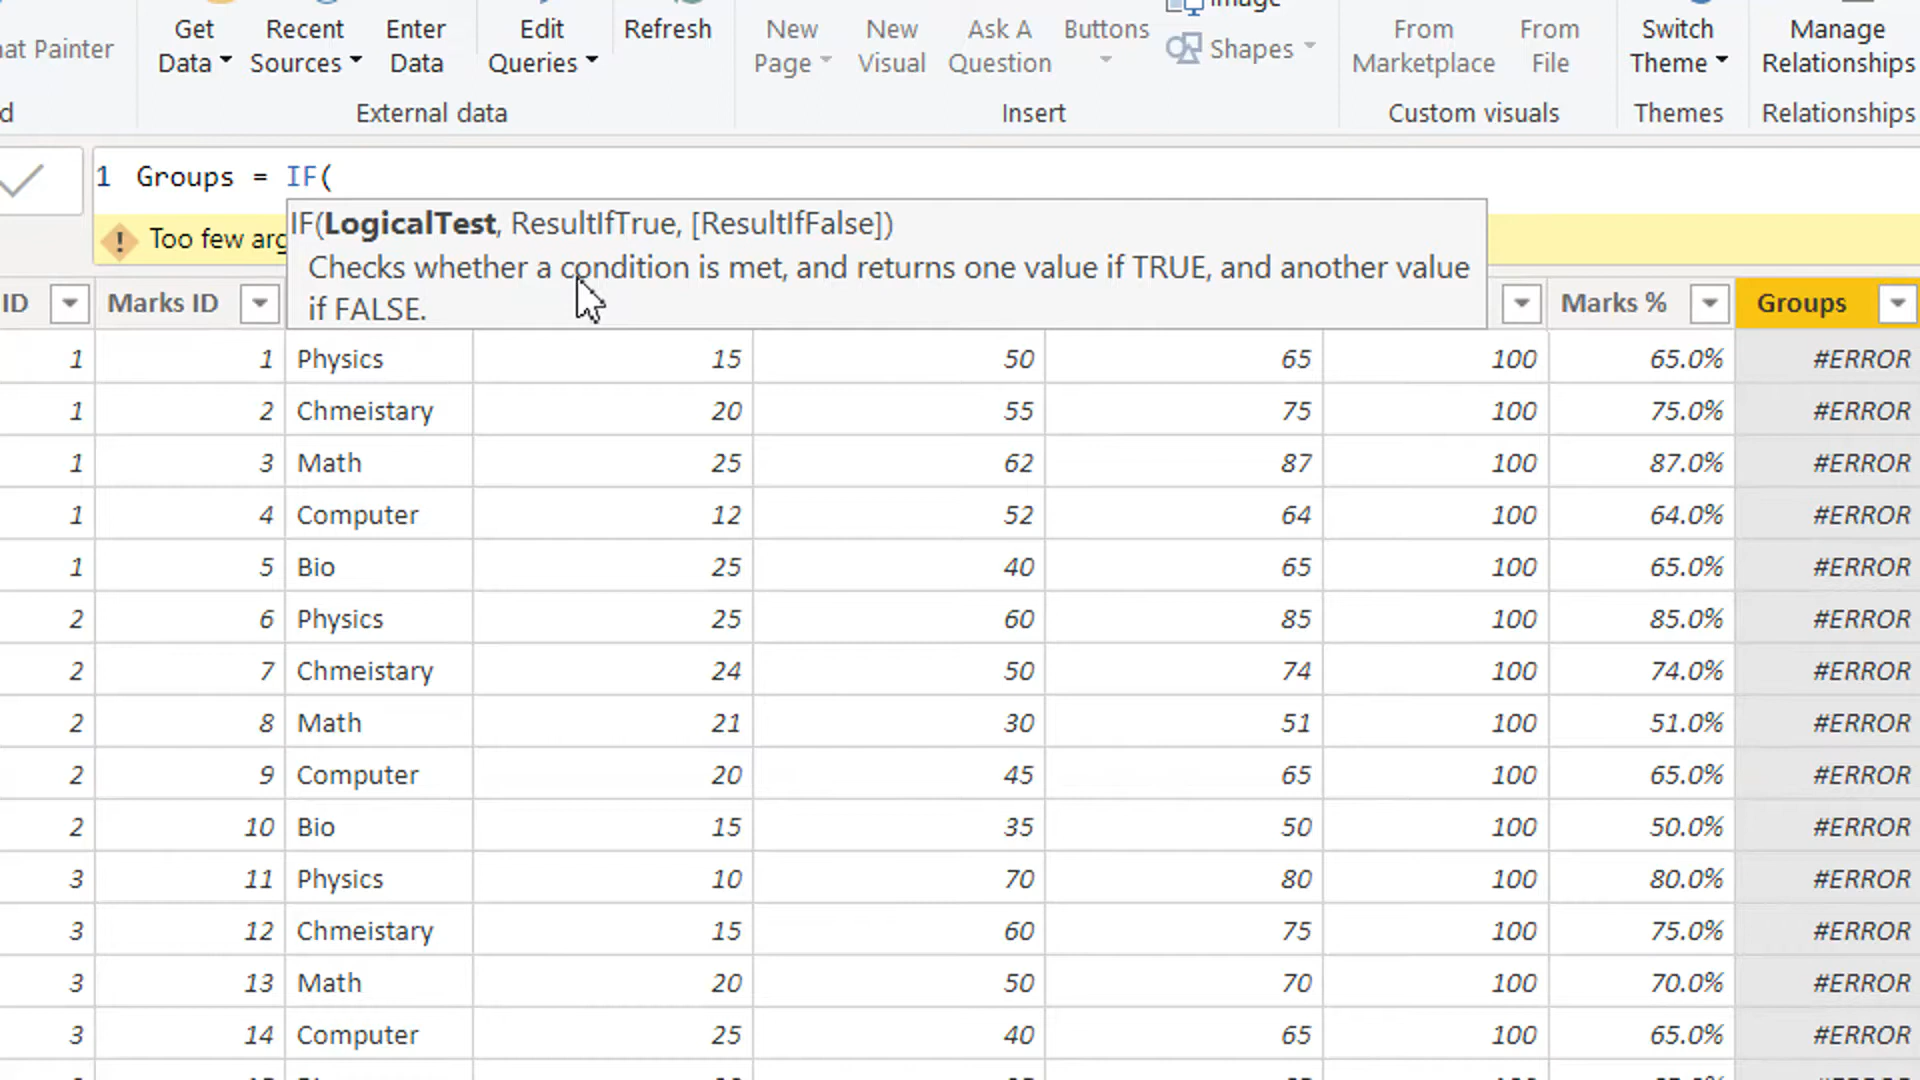 Image
at Painter
Get Data
Recent Sources
Enter Data
Edit Queries
Refresh
New Page
New Visual
Ask A Question
Buttons
Shapes
From Marketplace
From File
Switch Theme
Manage Relationships
d
External data
Insert
Custom visuals
Themes
Relationships
1 Groups = IF(
IF(LogicalTest, ResultIfTrue, [ResultIfFalse])
Too few arg
Checks whether a condition is met, and returns one value if TRUE, and another value
if FALSE.
ID Marks ID Marks % Groups
1 1 Physics 15 50 65 100 65.0% #ERROR
1 2 Chmeistary 20 55 75 100 75.0% #ERROR
1 3 Math 25 62 87 100 87.0% #ERROR
1 4 Computer 12 52 64 100 64.0% #ERROR
1 5 Bio 25 40 65 100 65.0% #ERROR
2 6 Physics 25 60 85 100 85.0% #ERROR
2 7 Chmeistary 24 50 74 100 74.0% #ERROR
2 8 Math 21 30 51 100 51.0% #ERROR
2 9 Computer 20 45 65 100 65.0% #ERROR
2 10 Bio 15 35 50 100 50.0% #ERROR
3 11 Physics 10 70 80 100 80.0% #ERROR
3 12 Chmeistary 15 60 75 100 75.0% #ERROR
3 13 Math 20 50 70 100 70.0% #ERROR
3 14 Computer 25 40 65 100 65.0% #ERROR